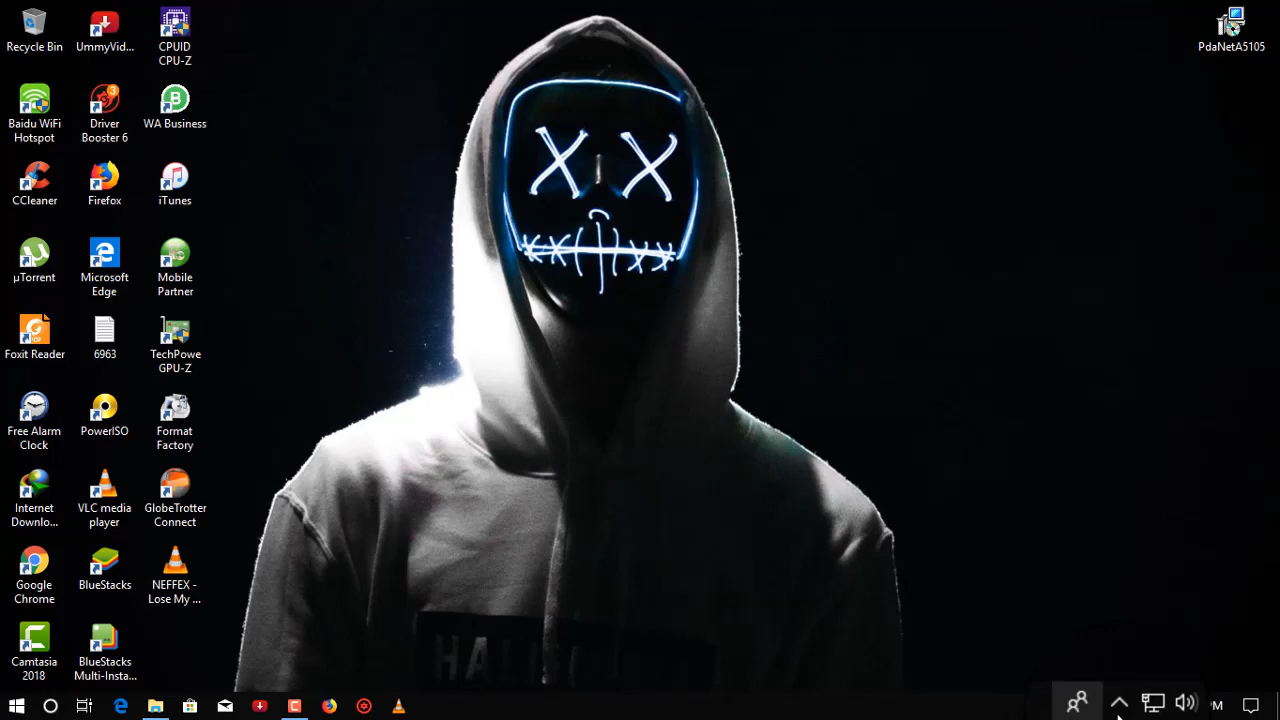 Recycle Bin
UmmyVid...
CPUID
CPU-Z
Baidu WiFi
Hotspot
Driver
Booster 6
3
WA Business
CCleaner
Firefox
iTunes
µTorrent
Microsoft
Edge
Mobile
Partner
Foxit Reader
6963
TechPowe
GPU-Z
Free Alarm
Clock
PowerISO
Format
Factory
Internet
Downlo...
VLC media
player
GlobeTrotter
Connect
Google
Chrome
BlueStacks
NEFFEX -
Lose My ...
Camtasia
2018
BlueStacks
Multi-Insta...
PdaNetA5105
PM